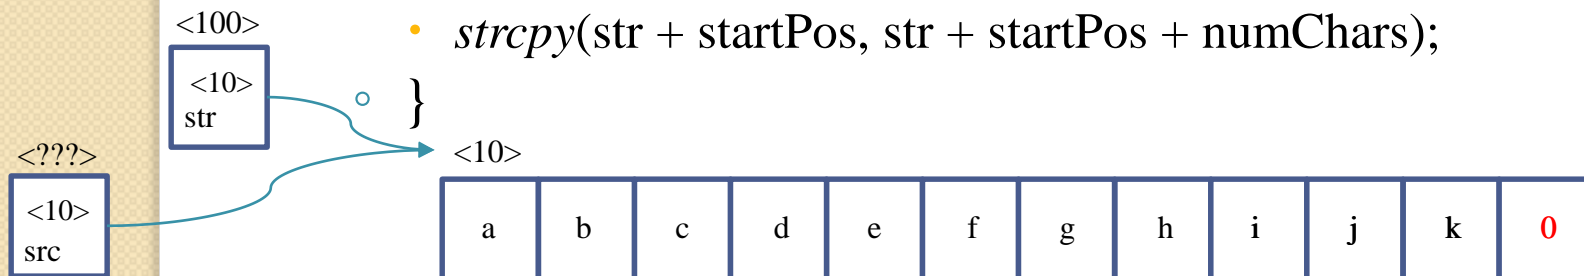 <100>
• strcpy(str + startPos, str + startPos + numChars);
<10>
str
}
<???>
<10>
<10>
src
a b c d e f g h i j k 0